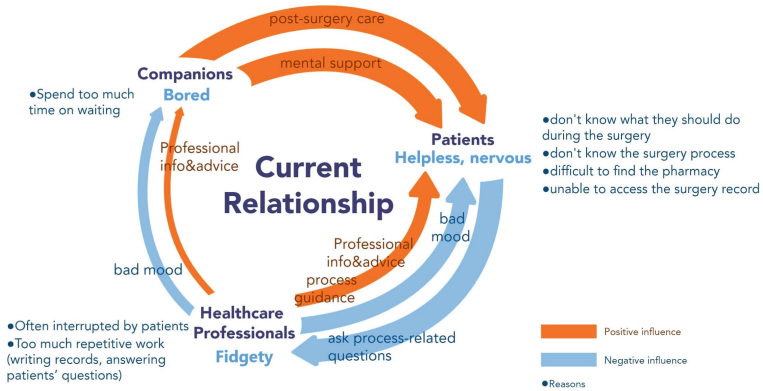 post-surgery care
mental support
Companions
Bored
●Spend too much
time on waiting
Patients
Helpless, nervous
●don't know what they should do
during the surgery
●don't know the surgery process
●difficult to find the pharmacy
●unable to access the surgery record
Professional
info&advice
Current
Relationship
bad
mood
Professional
info&advice
process
guidance
bad mood
Healthcare
Professionals
Fidgety
●Often interrupted by patients
●Too much repetitive work
(writing records, answering
patients' questions)
ask process-related
questions
Positive influence
Negative influence
●Reasons